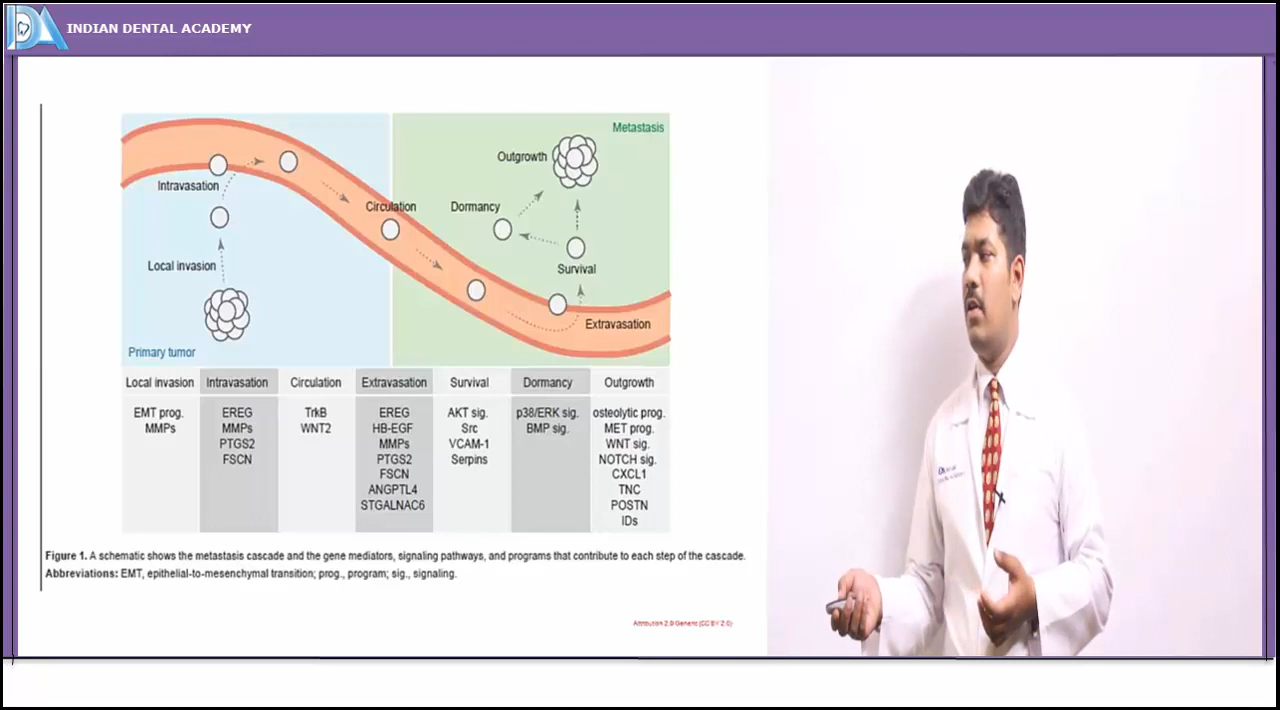 INDIAN DENTAL ACADEMY
Metastasis
Outgrowth
Intravasation
Circulation
Dormancy
Local invasion
Survival
Extravasation
Primary tumor
Local invasion Intravasation Circulation Extravasation Survival Dormancy Outgrowth
EMT prog. EREG TrkB EREG AKT sig. p38/ERK sig. osteolytic prog.
MMPs MMPs WNT2 HB-EGF Src BMP sig. MET prog.
PTGS2 MMPs VCAM-1 WNT sig.
FSCN PTGS2 Serpins NOTCH sig.
FSCN CXCL1
ANGPTL4 TNC
STGALNAC6 POSTN
IDs
Figure 1. A schematic shows the metastasis cascade and the gene mediators, signaling pathways, and programs that contribute to each step of the cascade.
Abbreviations: EMT, epithelial-to-mesenchymal transition; prog., program; sig., signaling.
Attribution 2.0 Generic (CC BY 2.0)